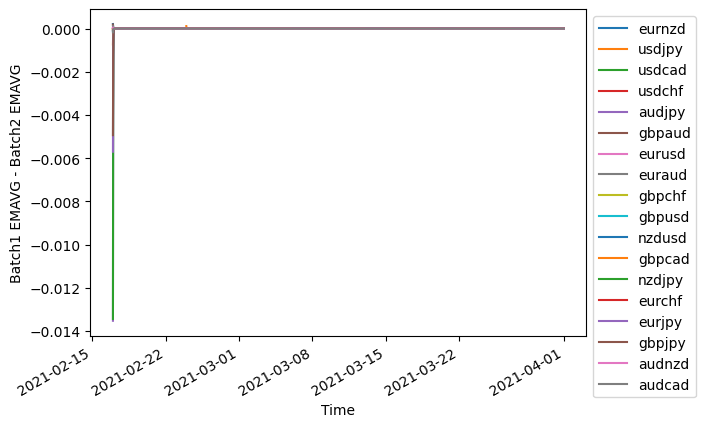 Batch1 EMAVG - Batch2 EMAVG
0.000
−0.002
−0.004
−0.006
−0.008
−0.010
−0.012
−0.014
2021-02-15
2021-02-22
2021-03-01
2021-03-08
2021-03-15
2021-03-22
2021-04-01
Time
eurnzd
usdjpy
usdcad
usdchf
audjpy
gbpaud
eurusd
euraud
gbpchf
gbpusd
nzdusd
gbpcad
nzdjpy
eurchf
eurjpy
gbpjpy
audnzd
audcad